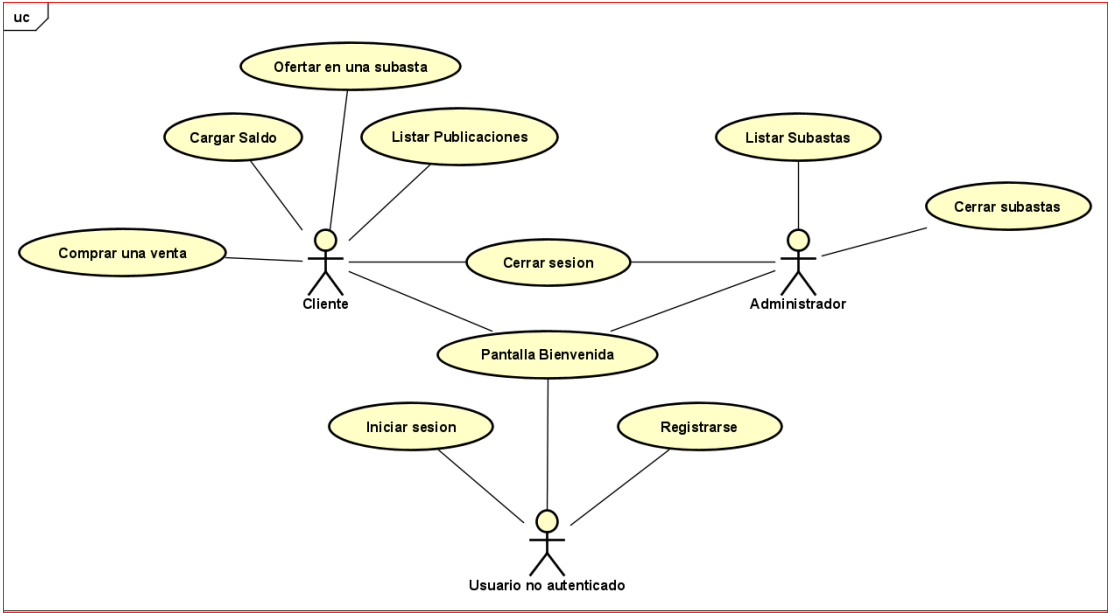 uc
Ofertar en una subasta
Cargar Saldo
Listar Publicaciones
Listar Subastas
Cerrar subastas
Comprar una venta
Cerrar sesion
Cliente
Administrador
Pantalla Bienvenida
Iniciar sesion
Registrarse
Usuario no autenticado